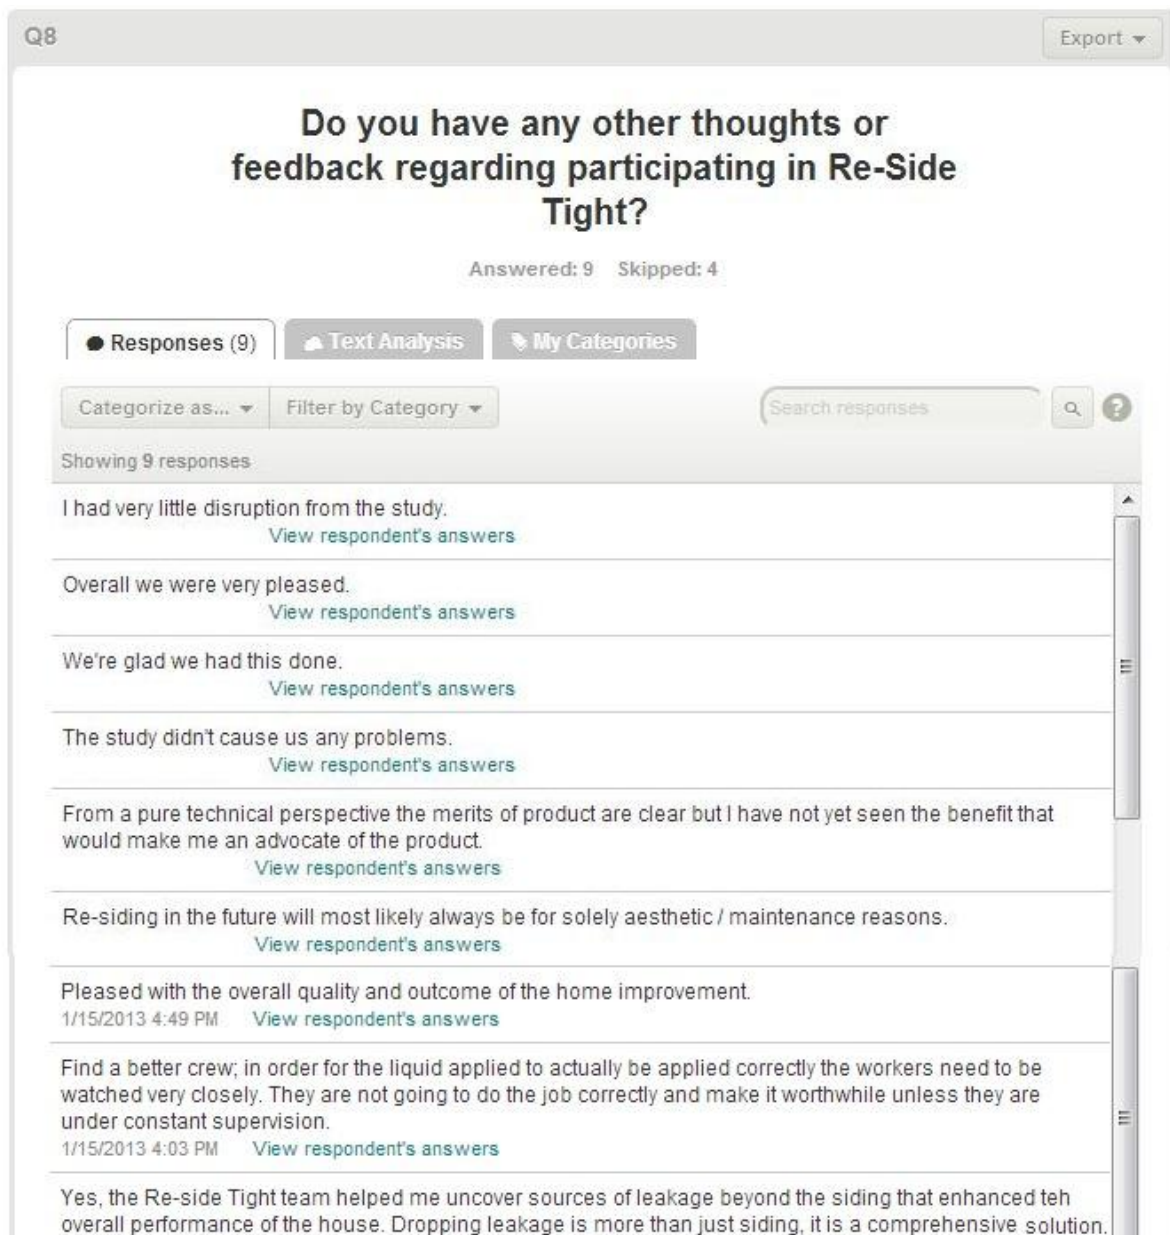 Q8
Export
Do you have any other thoughts or
feedback regarding participating in Re-Side
Tight?
Answered: 9 Skipped: 4
Responses (9) Text Analysis My Categories
Categorize as... Filter by Category Search responses
Showing 9 responses
I had very little disruption from the study.
View respondent's answers
Overall we were very pleased.
View respondent's answers
We're glad we had this done.
View respondent's answers
The study didn't cause us any problems.
View respondent's answers
From a pure technical perspective the merits of product are clear but I have not yet seen the benefit that
would make me an advocate of the product.
View respondent's answers
Re-siding in the future will most likely always be for solely aesthetic / maintenance reasons.
View respondent's answers
Pleased with the overall quality and outcome of the home improvement.
1/15/2013 4:49 PM View respondent's answers
Find a better crew; in order for the liquid applied to actually be applied correctly the workers need to be
watched very closely. They are not going to do the job correctly and make it worthwhile unless they are
under constant supervision.
1/15/2013 4:03 PM View respondent's answers
Yes, the Re-side Tight team helped me uncover sources of leakage beyond the siding that enhanced teh
overall performance of the house. Dropping leakage is more than just siding, it is a comprehensive solution.